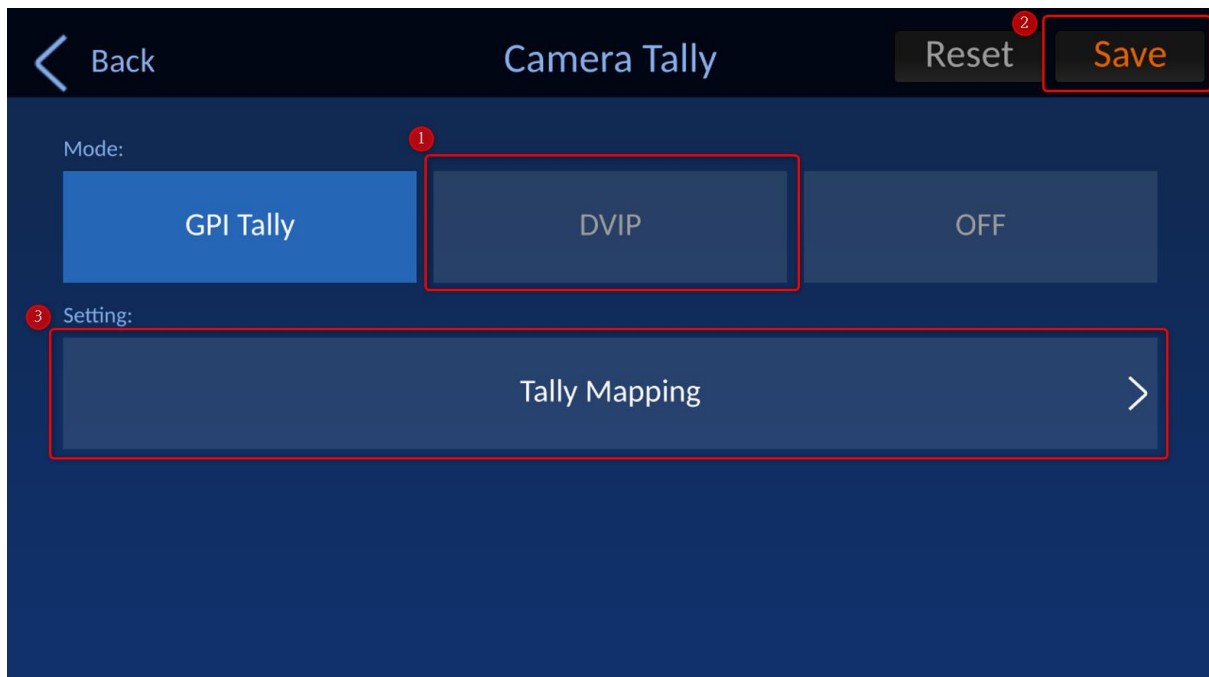 2
Back Camera Tally Reset Save
1
Mode:
GPI Tally DVIP OFF
3 Setting:
Tally Mapping